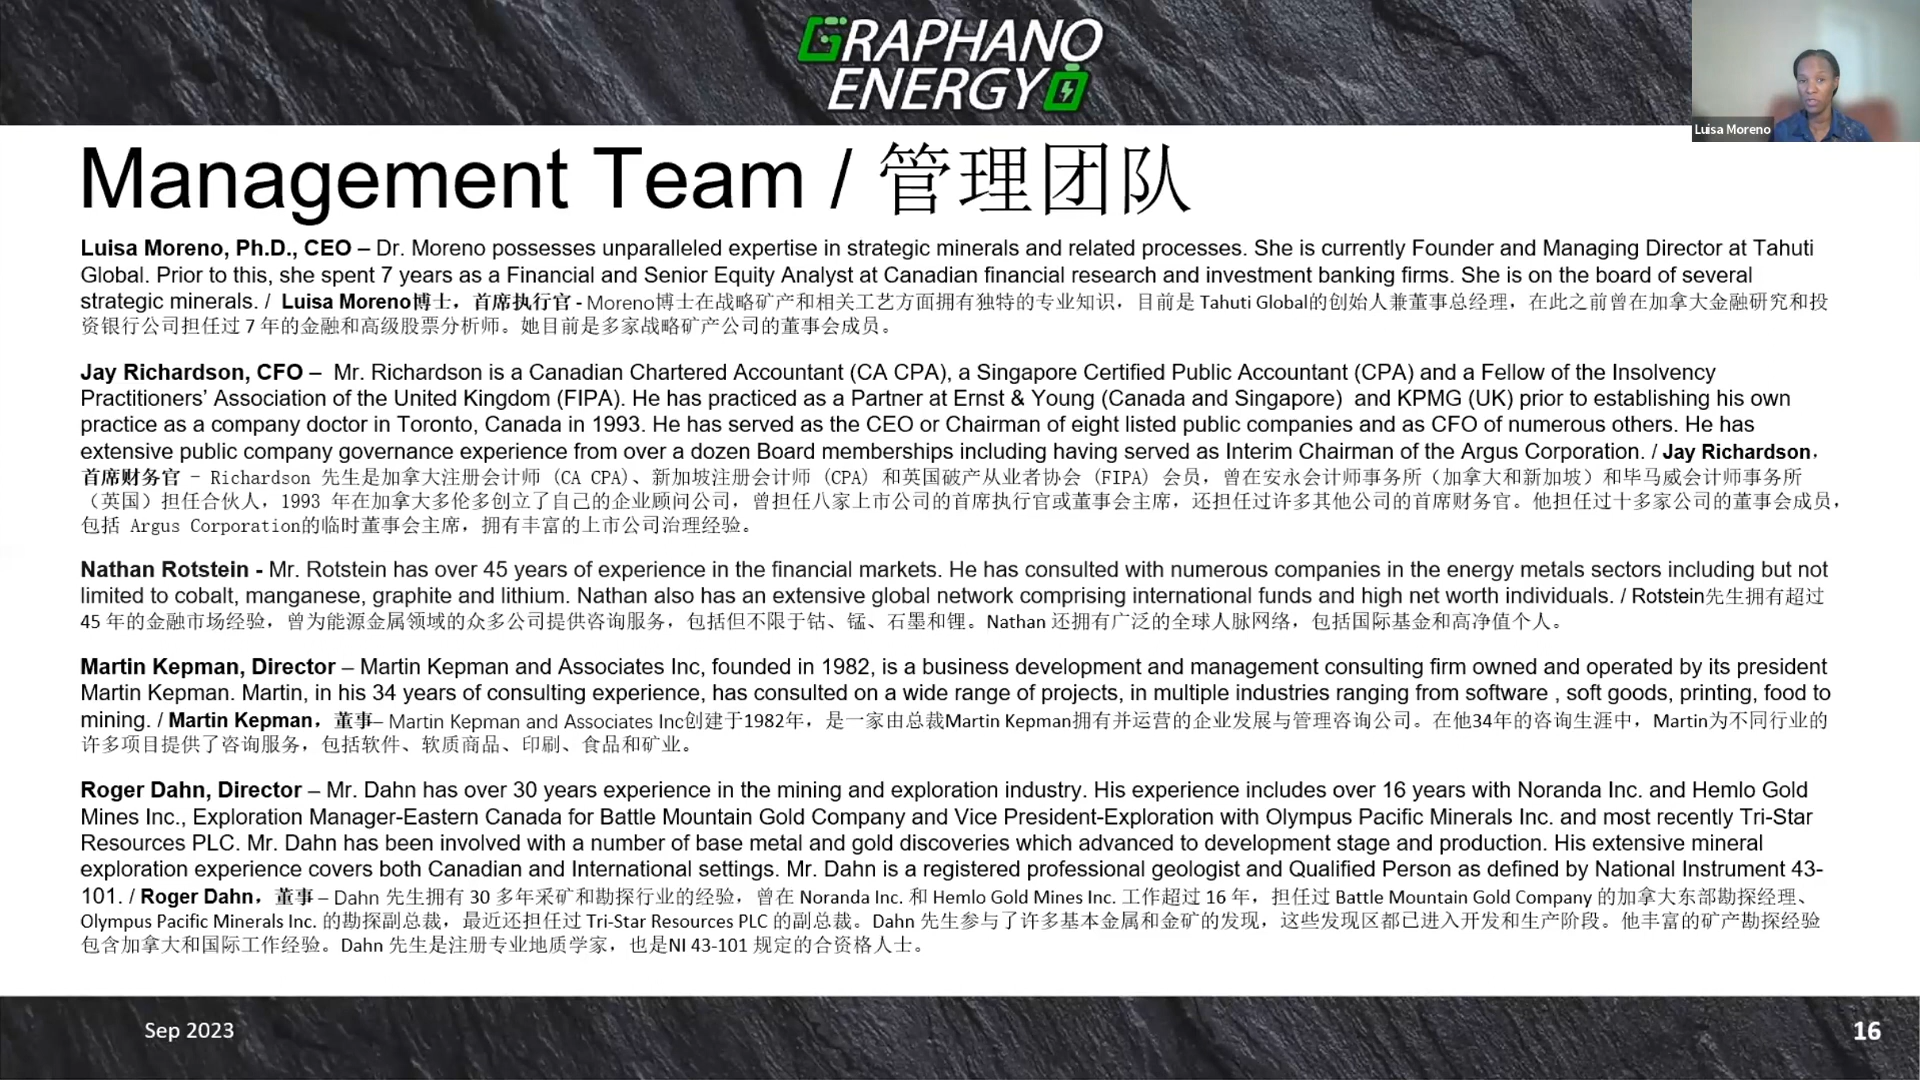 GRAPHANO
ENERGY
Luisa Moreno
Management Team / 管理团队
Luisa Moreno, Ph.D., CEO – Dr. Moreno possesses unparalleled expertise in strategic minerals and related processes. She is currently Founder and Managing Director at Tahuti
Global. Prior to this, she spent 7 years as a Financial and Senior Equity Analyst at Canadian financial research and investment banking firms. She is on the board of several
strategic minerals. / Luisa Moreno博士，首席执行官 - Moreno博士在战略矿产和相关工艺方面拥有独特的专业知识，目前是 Tahuti Global的创始人兼董事总经理，在此之前曾在加拿大金融研究和投
资银行公司担任过 7 年的金融和高级股票分析师。她目前是多家战略矿产公司的董事会成员。
Jay Richardson, CFO – Mr. Richardson is a Canadian Chartered Accountant (CA CPA), a Singapore Certified Public Accountant (CPA) and a Fellow of the Insolvency
Practitioners’ Association of the United Kingdom (FIPA). He has practiced as a Partner at Ernst & Young (Canada and Singapore) and KPMG (UK) prior to establishing his own
practice as a company doctor in Toronto, Canada in 1993. He has served as the CEO or Chairman of eight listed public companies and as CFO of numerous others. He has
extensive public company governance experience from over a dozen Board memberships including having served as Interim Chairman of the Argus Corporation. / Jay Richardson，
首席财务官 – Richardson 先生是加拿大注册会计师 (CA CPA)、新加坡注册会计师 (CPA) 和英国破产从业者协会 (FIPA) 会员，曾在安永会计师事务所（加拿大和新加坡）和毕马威会计师事务所
（英国）担任合伙人，1993 年在加拿大多伦多创立了自己的企业顾问公司，曾担任八家上市公司的首席执行官或董事会主席，还担任过许多其他公司的首席财务官。他担任过十多家公司的董事会成员，
包括 Argus Corporation的临时董事会主席，拥有丰富的上市公司治理经验。
Nathan Rotstein - Mr. Rotstein has over 45 years of experience in the financial markets. He has consulted with numerous companies in the energy metals sectors including but not
limited to cobalt, manganese, graphite and lithium. Nathan also has an extensive global network comprising international funds and high net worth individuals. / Rotstein先生拥有超过
45 年的金融市场经验，曾为能源金属领域的众多公司提供咨询服务，包括但不限于钴、锰、石墨和锂。Nathan 还拥有广泛的全球人脉网络，包括国际基金和高净值个人。
Martin Kepman, Director – Martin Kepman and Associates Inc, founded in 1982, is a business development and management consulting firm owned and operated by its president
Martin Kepman. Martin, in his 34 years of consulting experience, has consulted on a wide range of projects, in multiple industries ranging from software , soft goods, printing, food to
mining. / Martin Kepman，董事– Martin Kepman and Associates Inc创建于1982年，是一家由总裁Martin Kepman拥有并运营的企业发展与管理咨询公司。在他34年的咨询生涯中，Martin为不同行业的
许多项目提供了咨询服务，包括软件、软质商品、印刷、食品和矿业。
Roger Dahn, Director – Mr. Dahn has over 30 years experience in the mining and exploration industry. His experience includes over 16 years with Noranda Inc. and Hemlo Gold
Mines Inc., Exploration Manager-Eastern Canada for Battle Mountain Gold Company and Vice President-Exploration with Olympus Pacific Minerals Inc. and most recently Tri-Star
Resources PLC. Mr. Dahn has been involved with a number of base metal and gold discoveries which advanced to development stage and production. His extensive mineral
exploration experience covers both Canadian and International settings. Mr. Dahn is a registered professional geologist and Qualified Person as defined by National Instrument 43-
101. / Roger Dahn，董事 – Dahn 先生拥有 30 多年采矿和勘探行业的经验，曾在 Noranda Inc. 和 Hemlo Gold Mines Inc. 工作超过 16 年，担任过 Battle Mountain Gold Company 的加拿大东部勘探经理、
Olympus Pacific Minerals Inc. 的勘探副总裁，最近还担任过 Tri-Star Resources PLC 的副总裁。Dahn 先生参与了许多基本金属和金矿的发现，这些发现区都已进入开发和生产阶段。他丰富的矿产勘探经验
包含加拿大和国际工作经验。Dahn 先生是注册专业地质学家，也是NI 43-101 规定的合资格人士。
Sep 2023
16